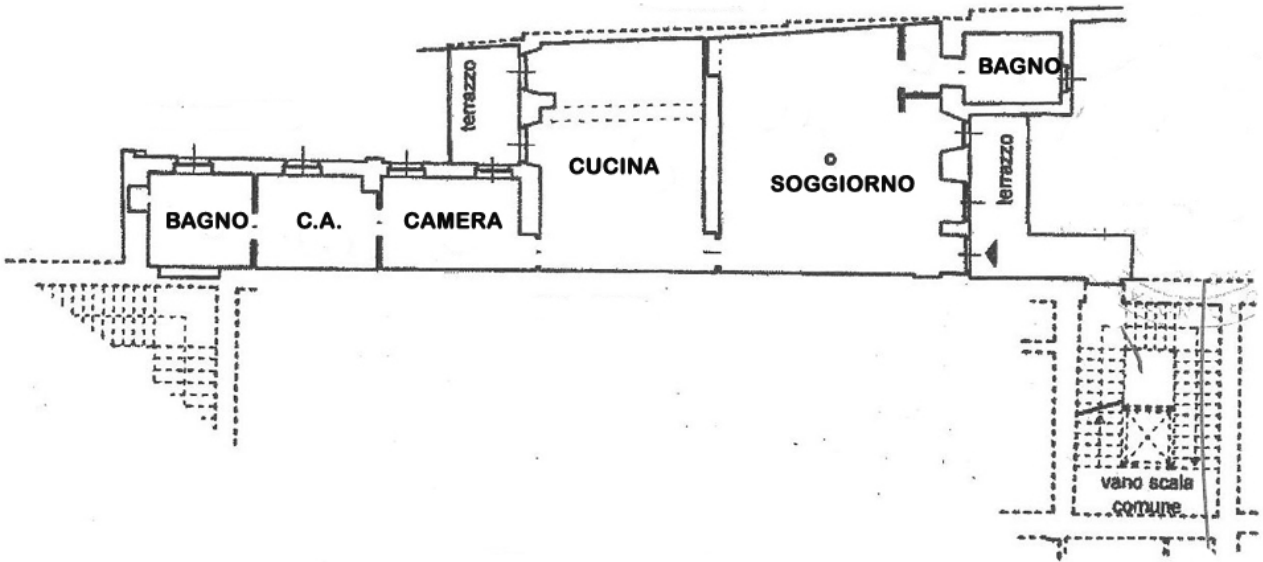 terrazzo
BAGNO
CUCINA
SOGGIORNO
terrazzo
BAGNO
C.A.
CAMERA
vano scala
comune